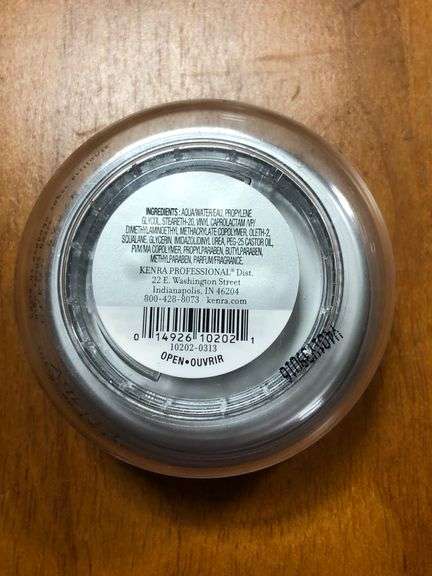 INGREDIENTS: AQUA/WATER/EAU, PROPYLENE
GLYCOL, STEARETH-20, VINYL CAPROLACTAM /VP/
DIMETHYLAMINOETHYL METHACRYLATE COPOLYMER, OLETH-2,
SQUALANE, GLYCERIN, IMIDAZOLIDINYL UREA, PEG-25 CASTOR OIL,
PVM/MA COPOLYMER, PROPYLPARABEN, BUTYLPARABEN,
METHYLPARABEN, PARFUM/FRAGRANCE.
KENRA PROFESSIONAL® Dist.
22 E. Washington Street
Indianapolis, IN 46204
800-428-8073 kenra.com
0 14926 10202 1
10202-0313
OPEN•OUVRIR